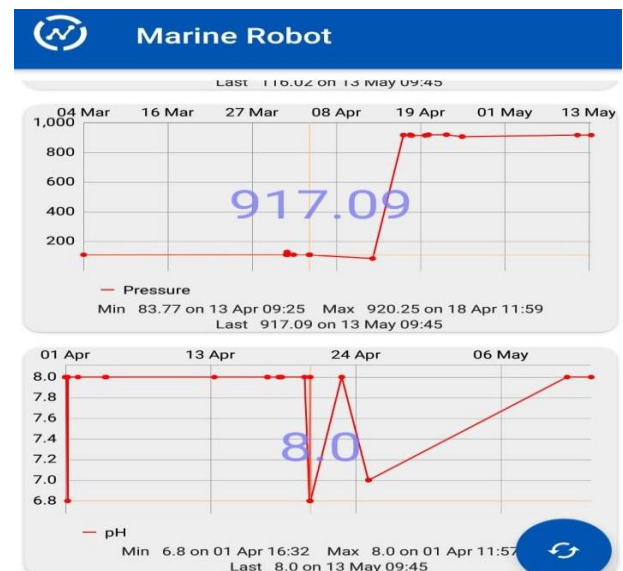 Marine Robot
Last 116.02 on 13 May 09:45
04 Mar 16 Mar 27 Mar 08 Apr 19 Apr 01 May 13 May
1,000
800
600
400
200
917.09
Pressure
Min 83.77 on 13 Apr 09:25 Max 920.25 on 18 Apr 11:59
Last 917.09 on 13 May 09:45
01 Apr 13 Apr 24 Apr 06 May
8.0
7.8
7.6
7.4
7.2
7.0
6.8
8.0
pH
Min 6.8 on 01 Apr 16:32 Max 8.0 on 01 Apr 11:57
Last 8.0 on 13 May 09:45